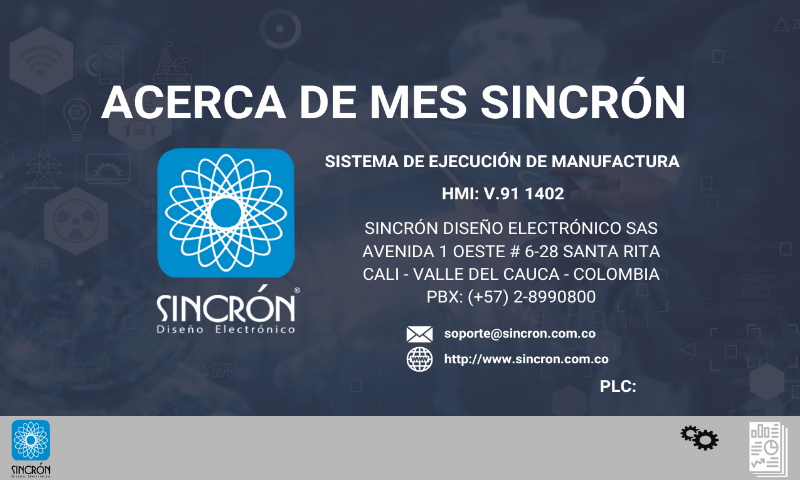 ACERCA DE MES SINCRÓN
SISTEMA DE EJECUCIÓN DE MANUFACTURA
HMI: V.91 1402
SINCRÓN DISEÑO ELECTRÓNICO SAS
AVENIDA 1 OESTE # 6-28 SANTA RITA
CALI - VALLE DEL CAUCA - COLOMBIA
PBX: (+57) 2-8990800
SINCRÓN®
Diseño Electrónico
soporte@sincron.com.co
http://www.sincron.com.co
PLC:
SINCRÓN
Diseño Electrónico